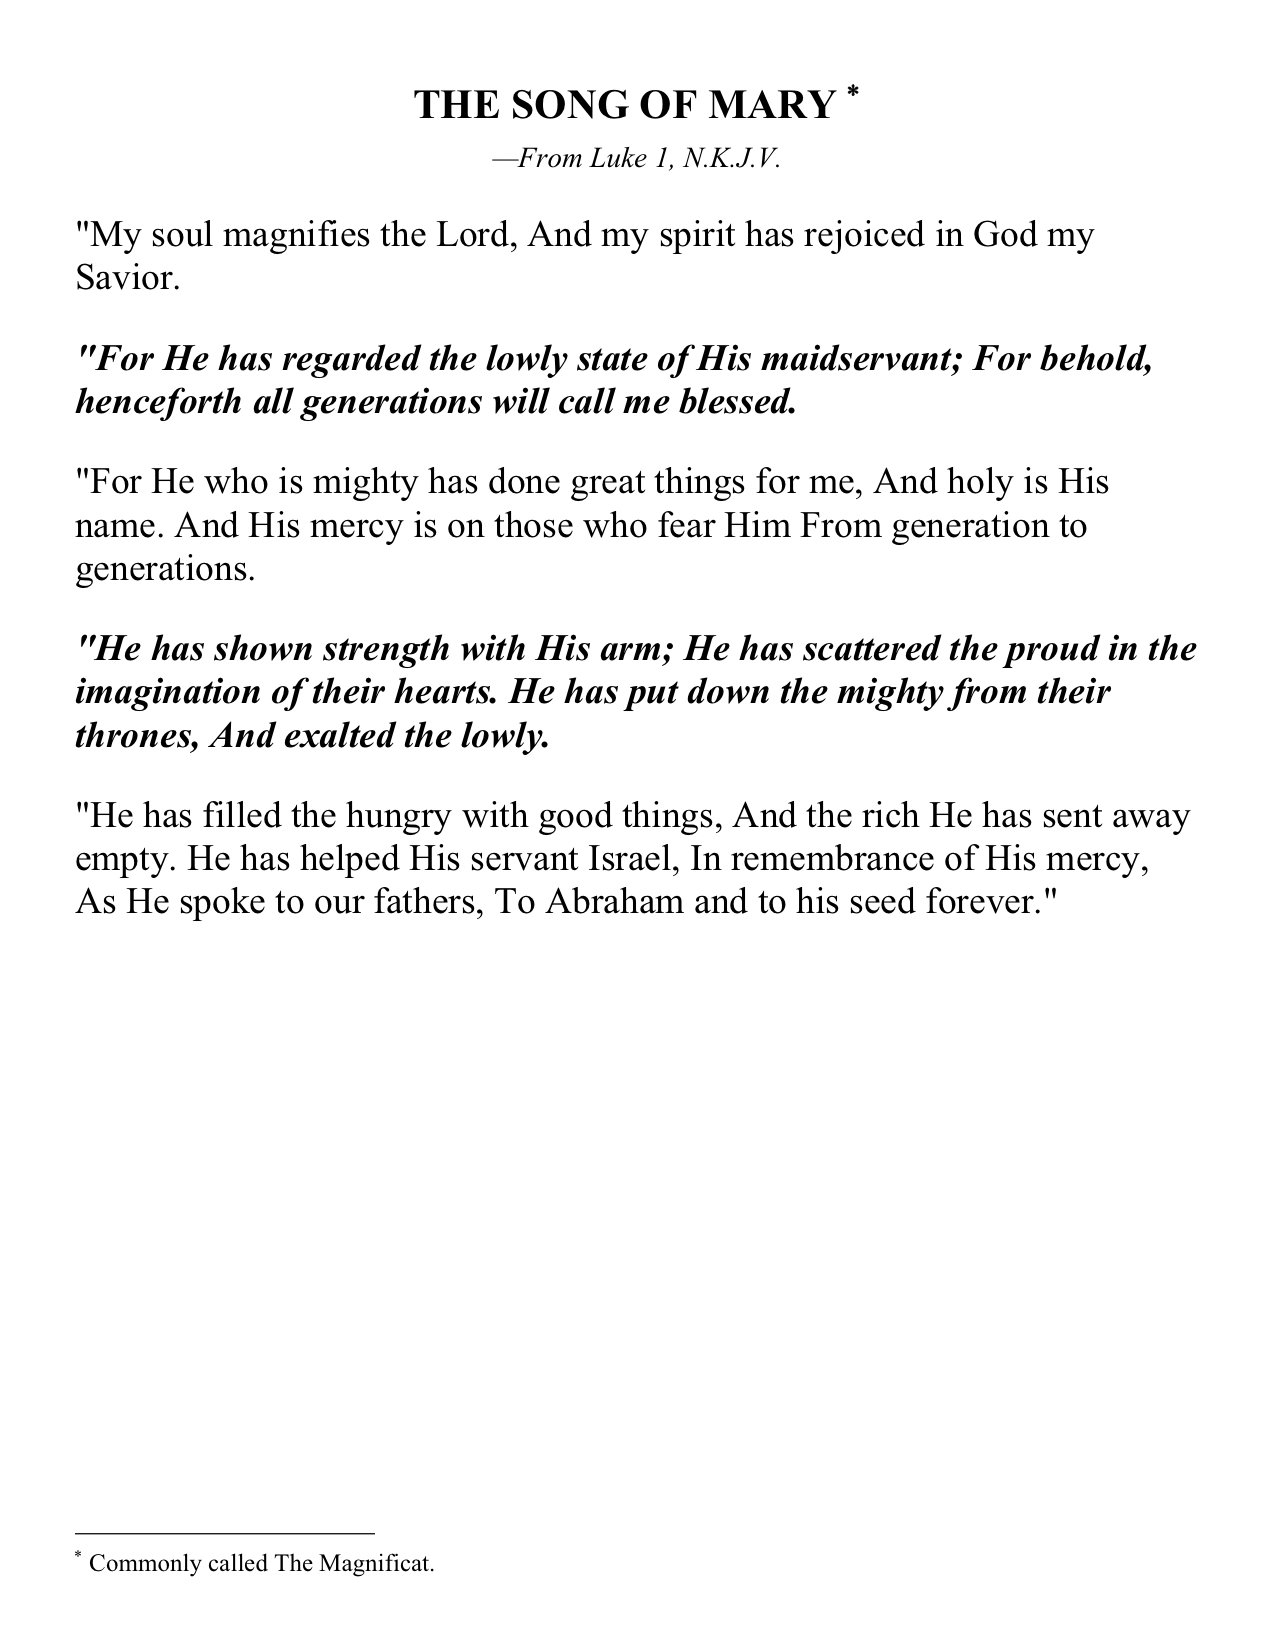 THE SONG OF MARY *
—From Luke 1, N.K.J.V.
"My soul magnifies the Lord, And my spirit has rejoiced in God my
Savior.
"For He has regarded the lowly state of His maidservant; For behold,
henceforth all generations will call me blessed.
"For He who is mighty has done great things for me, And holy is His
name. And His mercy is on those who fear Him From generation to
generations.
"He has shown strength with His arm; He has scattered the proud in the
imagination of their hearts. He has put down the mighty from their
thrones, And exalted the lowly.
"He has filled the hungry with good things, And the rich He has sent away
empty. He has helped His servant Israel, In remembrance of His mercy,
As He spoke to our fathers, To Abraham and to his seed forever."
* Commonly called The Magnificat.